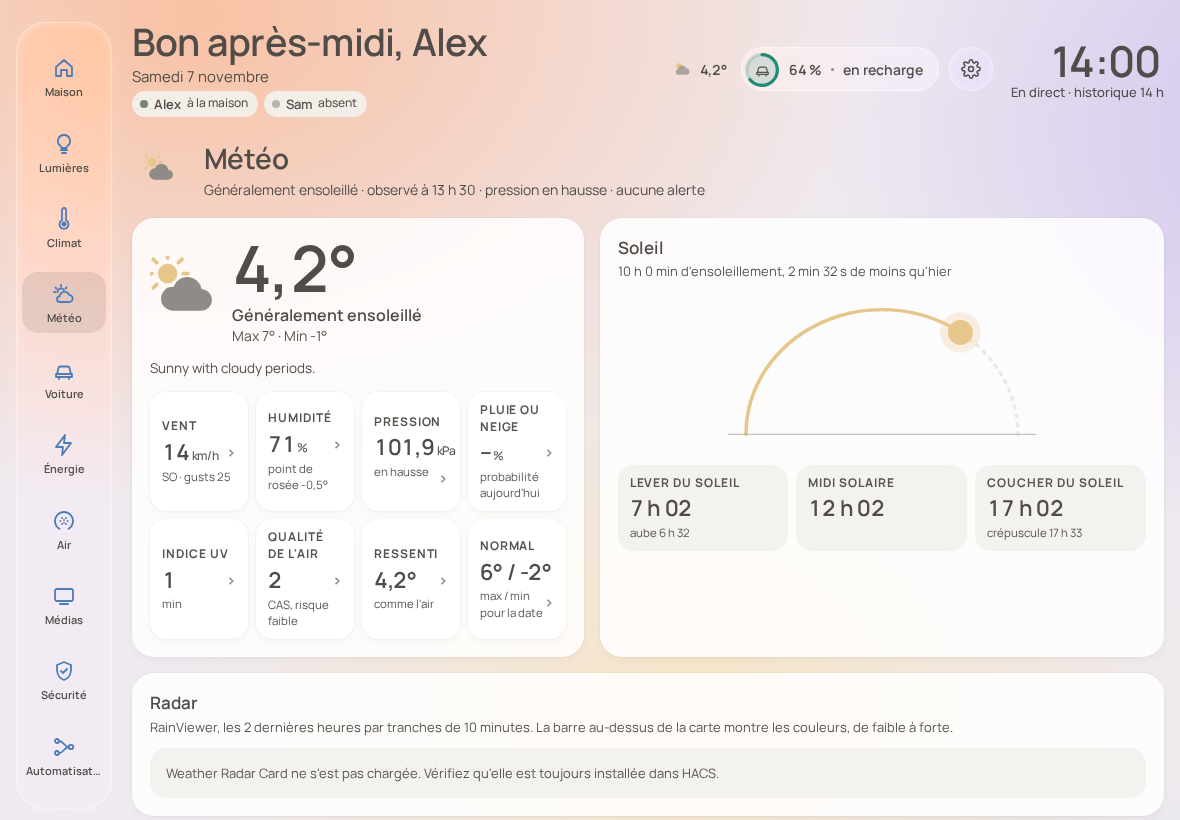 Bon après-midi, Alex
Samedi 7 novembre
Alex à la maison
Sam absent
4,2°
64 % · en recharge
14:00
En direct · historique 14 h
Maison
Lumières
Climat
Météo
Voiture
Énergie
Air
Médias
Sécurité
Automatisat…
Météo
Généralement ensoleillé · observé à 13 h 30 · pression en hausse · aucune alerte
4,2°
Généralement ensoleillé
Max 7° · Min -1°
Sunny with cloudy periods.
VENT
14 km/h
SO · gusts 25
HUMIDITÉ
71 %
point de
rosée -0,5°
PRESSION
101,9 kPa
en hausse
PLUIE OU
NEIGE
–%
probabilité
aujourd'hui
INDICE UV
1
min
QUALITÉ
DE L'AIR
2
CAS, risque
faible
RESSENTI
4,2°
comme l'air
NORMAL
6° / -2°
max / min
pour la date
Soleil
10 h 0 min d'ensoleillement, 2 min 32 s de moins qu'hier
LEVER DU SOLEIL
7 h 02
aube 6 h 32
MIDI SOLAIRE
12 h 02
COUCHER DU SOLEIL
17 h 02
crépuscule 17 h 33
Radar
RainViewer, les 2 dernières heures par tranches de 10 minutes. La barre au-dessus de la carte montre les couleurs, de faible à forte.
Weather Radar Card ne s'est pas chargée. Vérifiez qu'elle est toujours installée dans HACS.